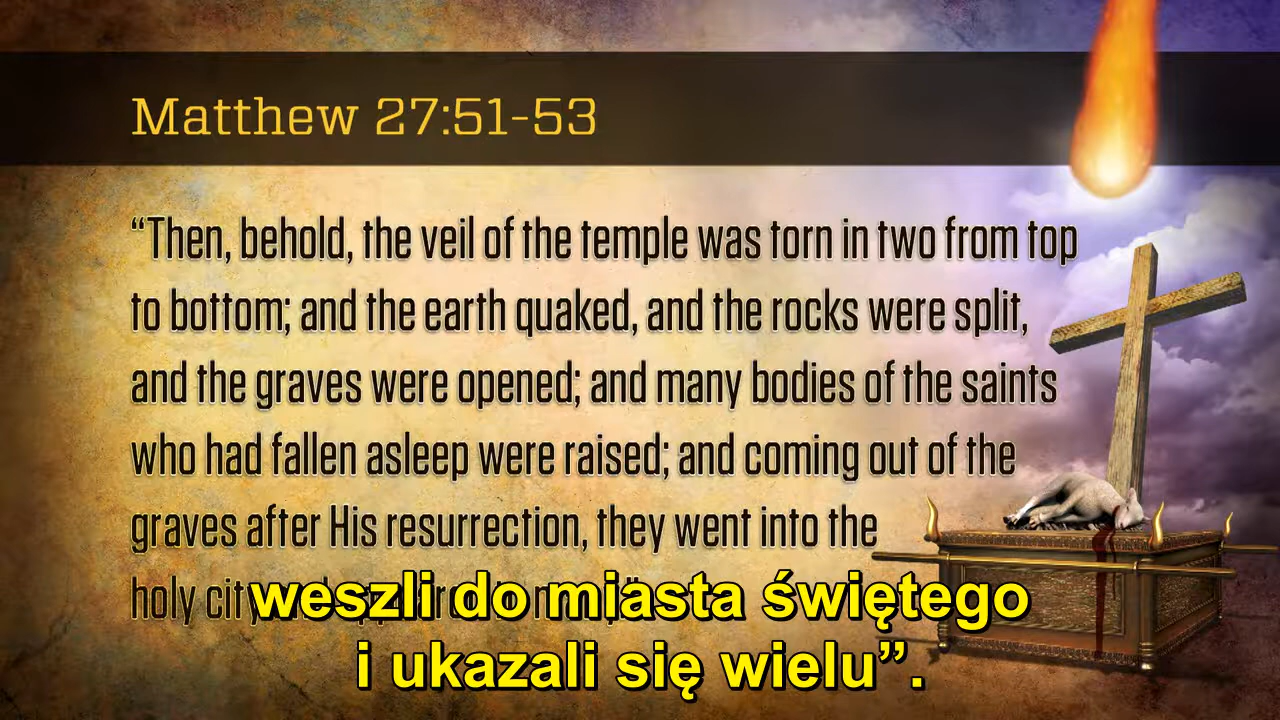 Matthew 27:51-53
“Then, behold, the veil of the temple was torn in two from top
to bottom; and the earth quaked, and the rocks were split,
and the graves were opened; and many bodies of the saints
who had fallen asleep were raised; and coming out of the
graves after His resurrection, they went into the
holy city
weszli do miasta świętego
i ukazali się wielu”.